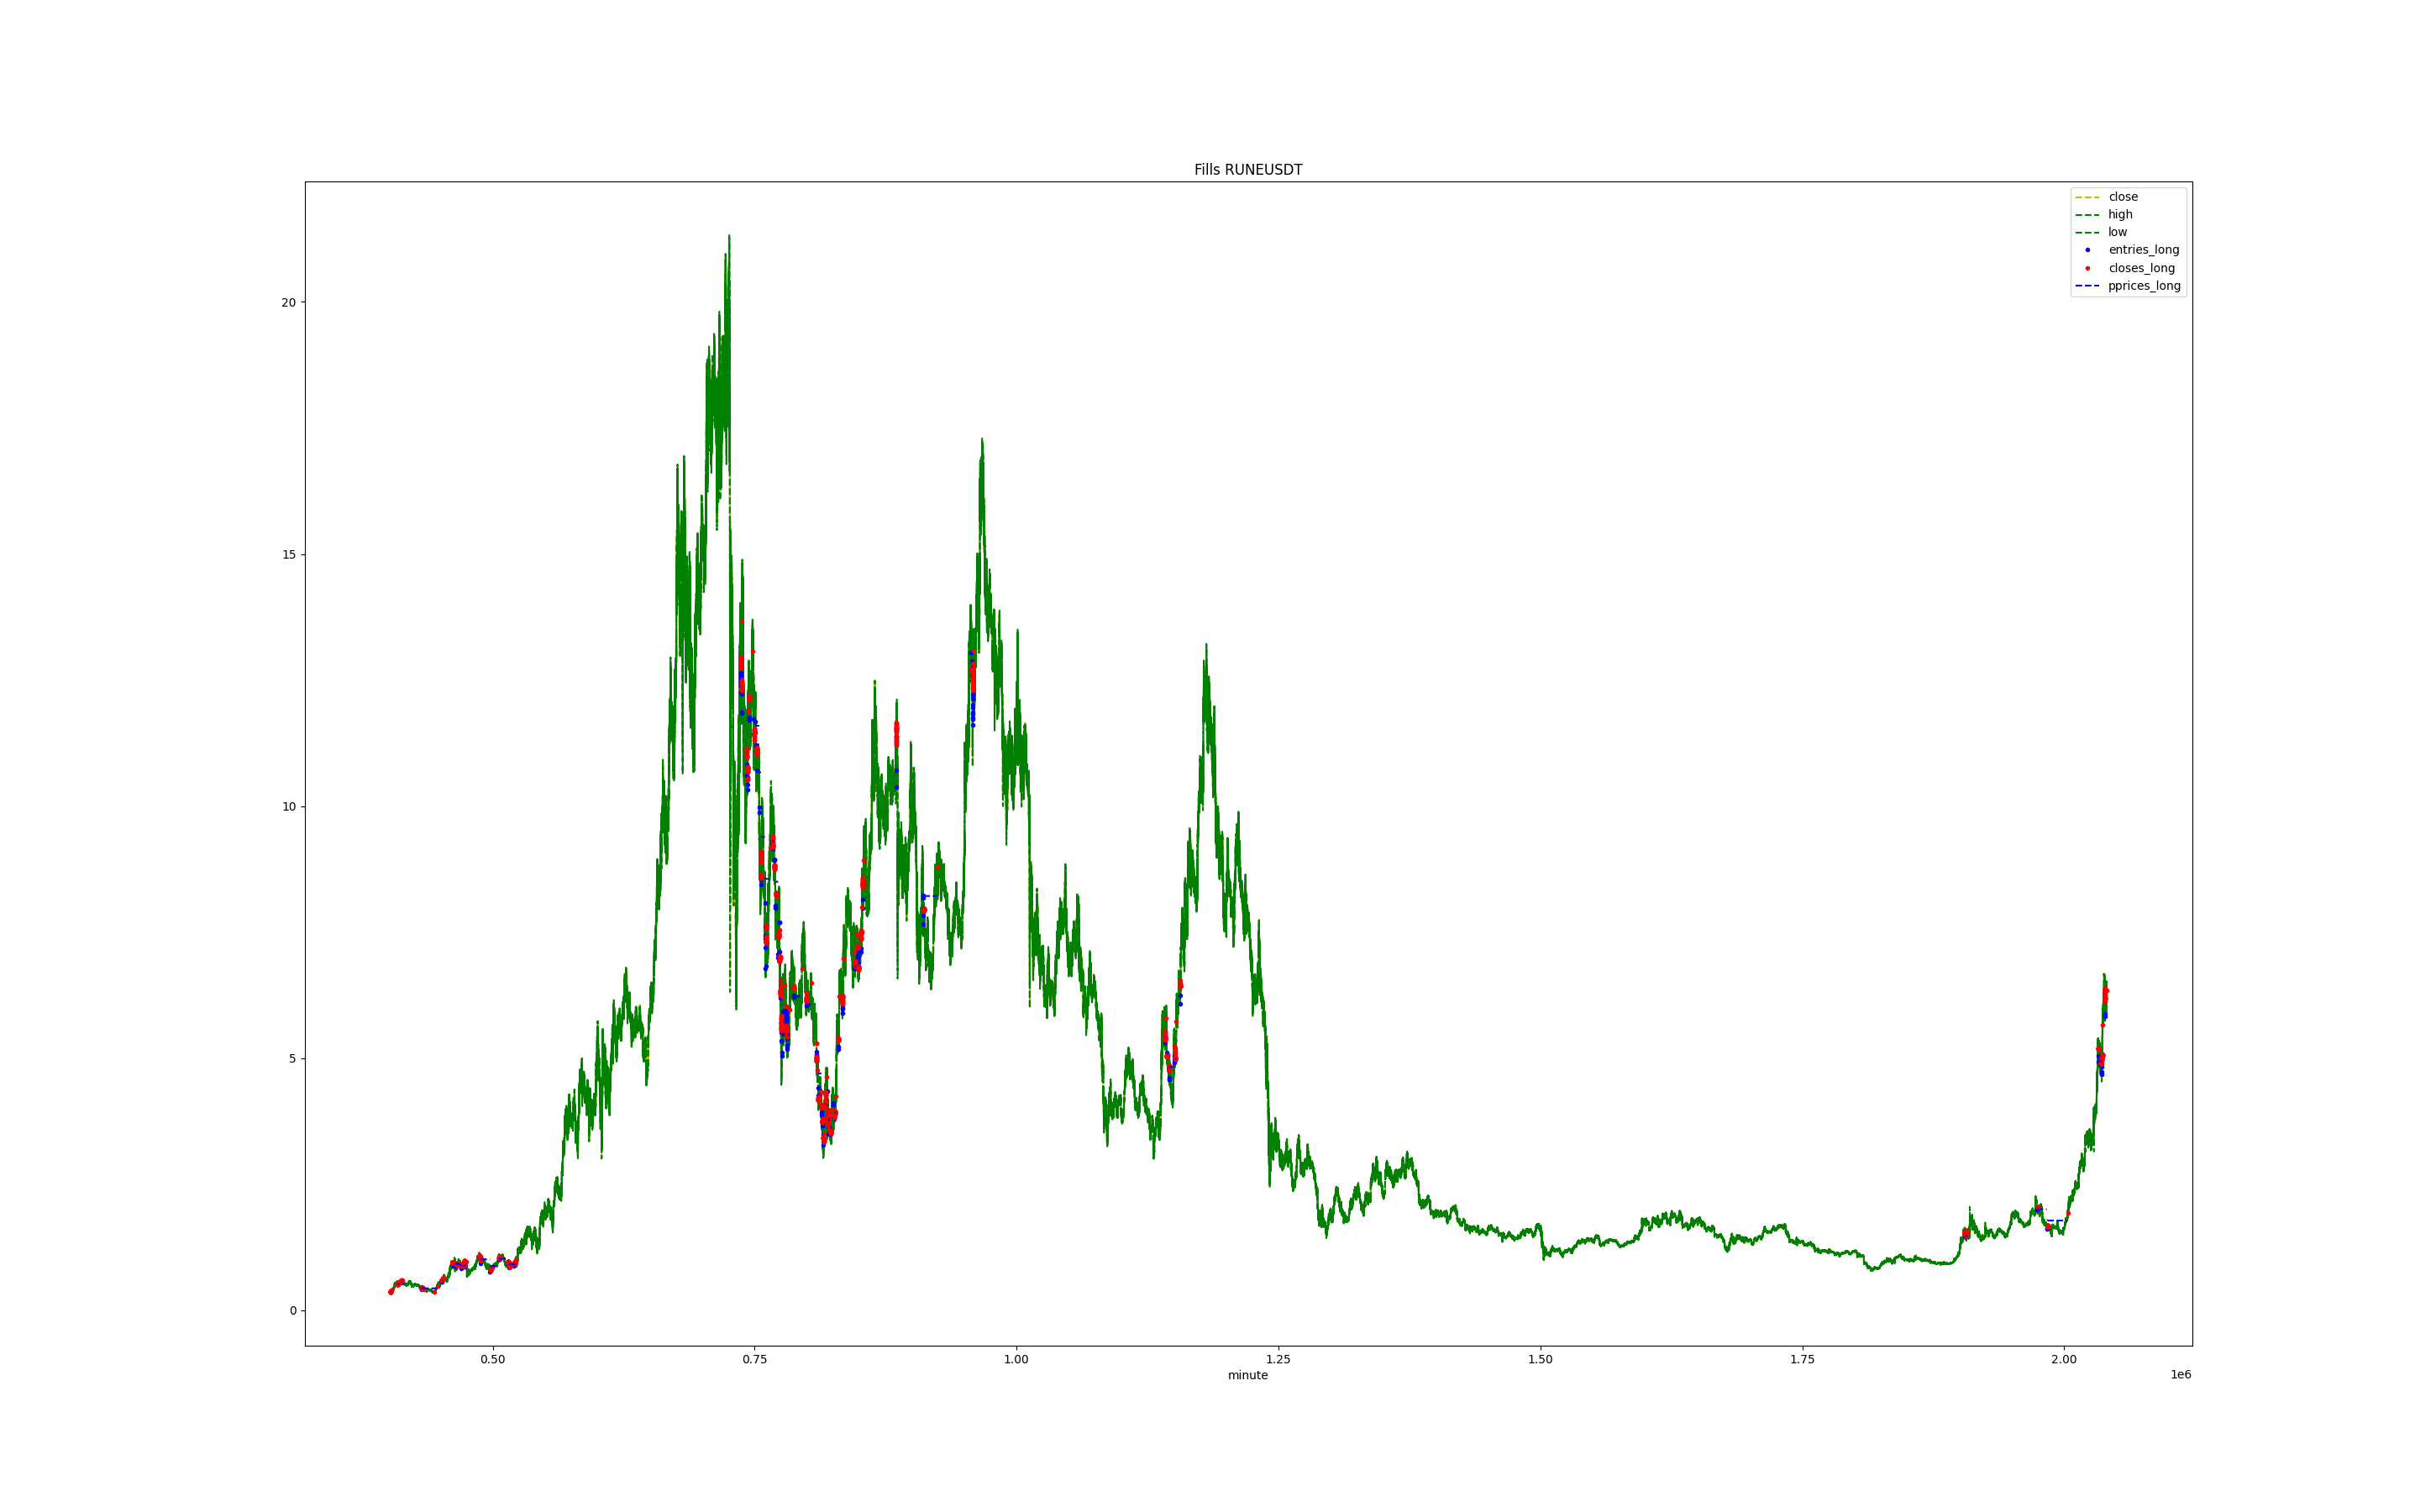 Fills RUNEUSDT
close
high
low
entries_long
closes_long
pprices_long
20
15
10
5
0
0.50 0.75 1.00 1.25 1.50 1.75 2.00
minute
1e6